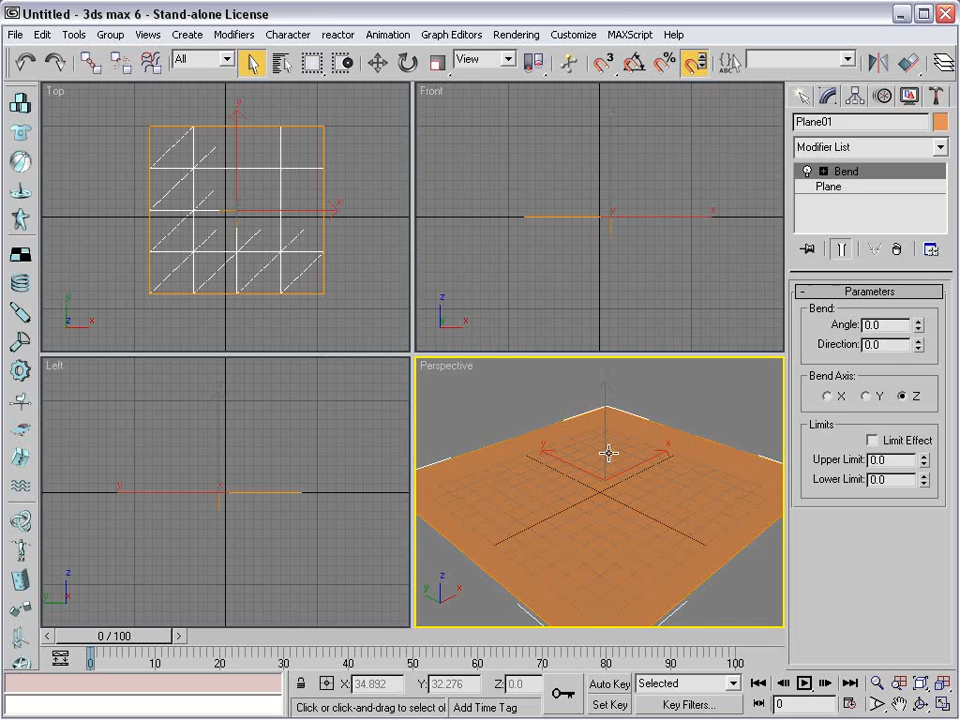 Untitled - 3ds max 6 - Stand-alone License
File Edit Tools Group Views Create Modifiers Character reactor Animation Graph Editors Rendering Customize MAXScript Help
All View 3 % ABC
Top Front
Plane01
Modifier List
Bend
Plane
y x
x y
y z x
z y x
Parameters
Bend:
Angle: 0.0
Direction: 0.0
Left Perspective
Bend Axis:
X Y Z
Limits
Limit Effect
Upper Limit: 0.0
Lower Limit: 0.0
y x
y x
z y x
z y x
< 0 / 100 >
0 10 20 30 40 50 60 70 80 90 100
X: 34.892 Y: 32.276 Z: 0.0 Auto Key Selected
Click or click-and-drag to select ol Add Time Tag Set Key Key Filters... 0